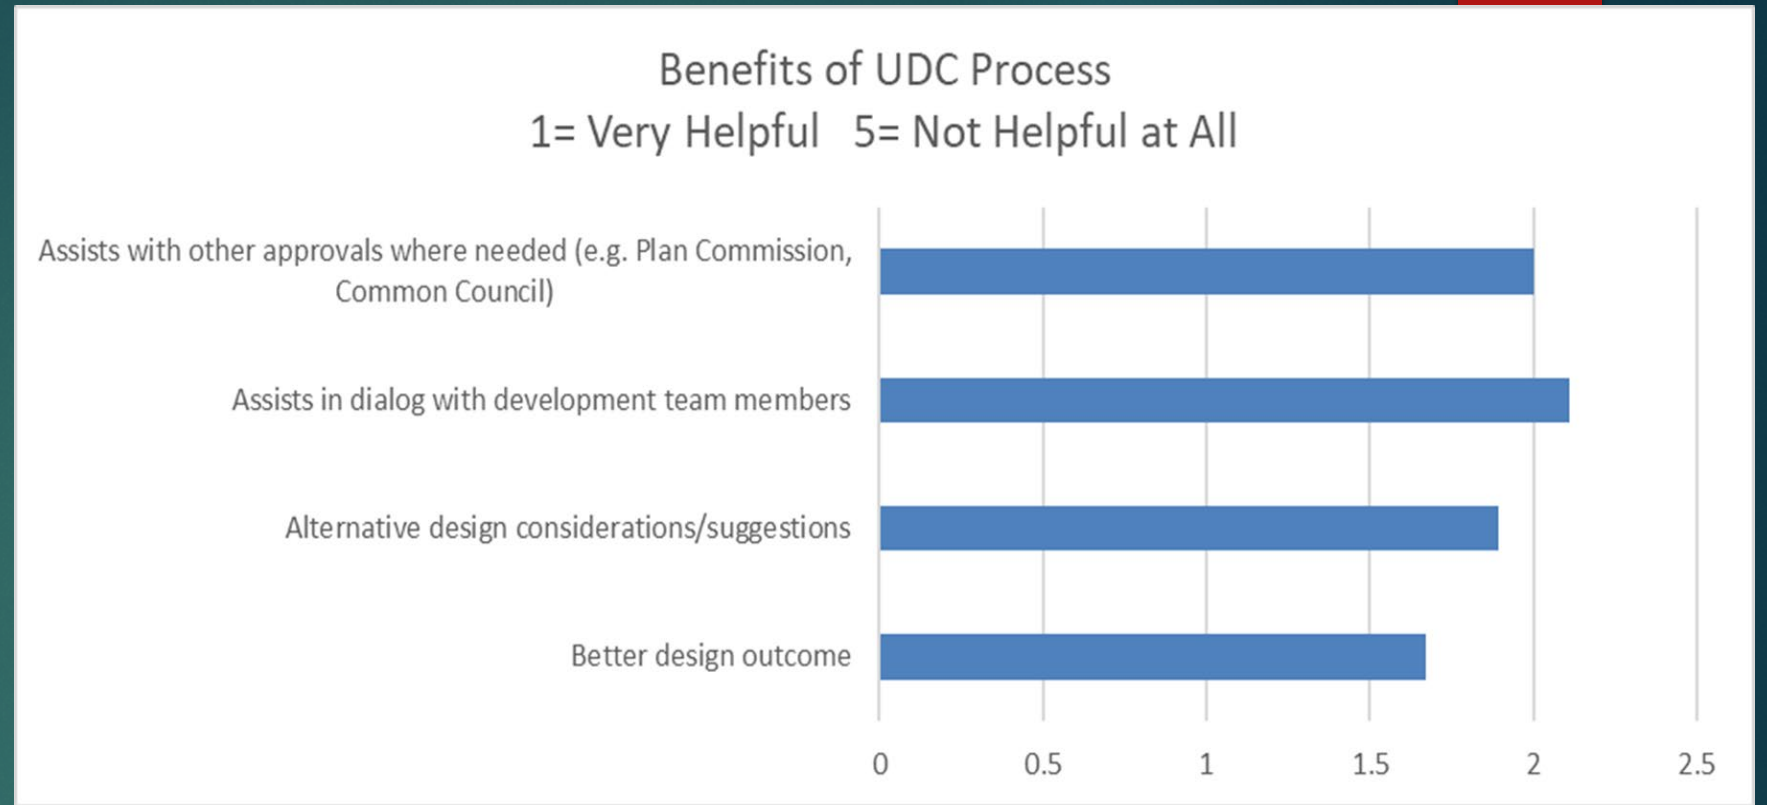 Benefits of UDC Process
1= Very Helpful   5= Not Helpful at All
Assists with other approvals where needed (e.g. Plan Commission,
Common Council)
Assists in dialog with development team members
Alternative design considerations/suggestions
Better design outcome
0 0.5 1 1.5 2 2.5